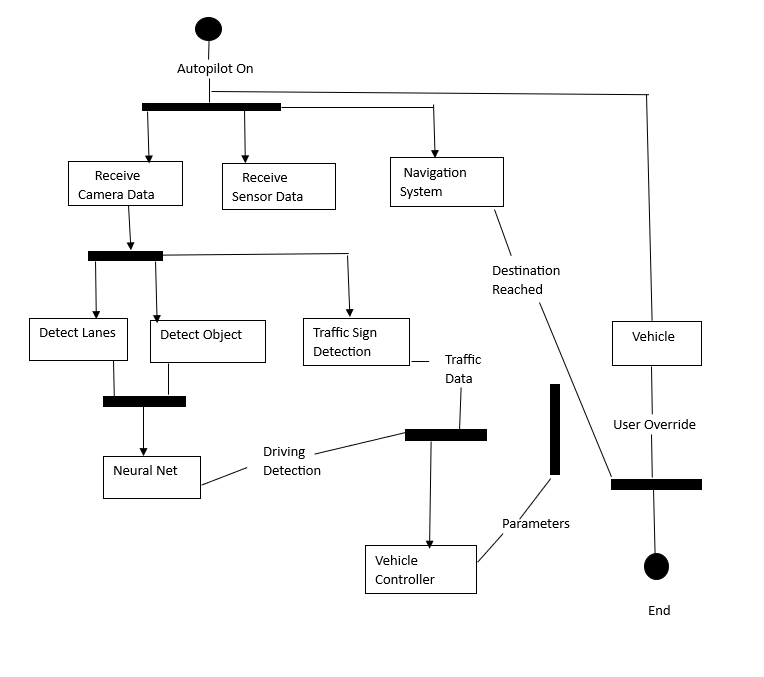 Autopilot On
Receive
Camera Data
Receive
Sensor Data
Navigation
System
Destination
Reached
Detect Lanes
Detect Object
Traffic Sign
Detection
Vehicle
Traffic
Data
User Override
Driving
Detection
Neural Net
Parameters
Vehicle
Controller
End